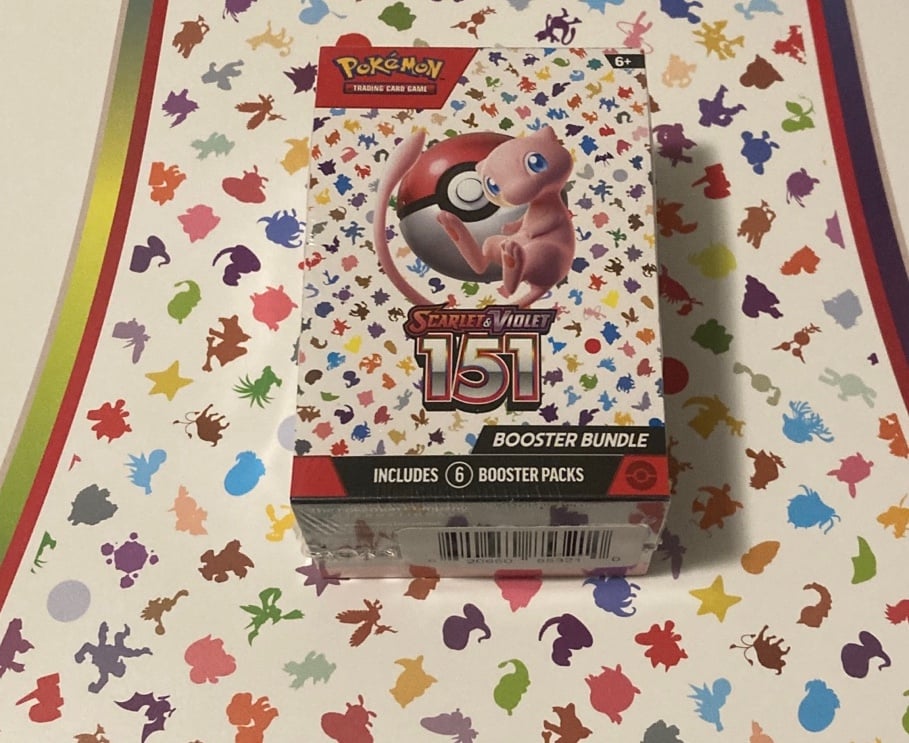 POKéMON
TRADING CARD GAME
6+
SCARLET & VIOLET
151
BOOSTER BUNDLE
INCLUDES 6 BOOSTER PACKS